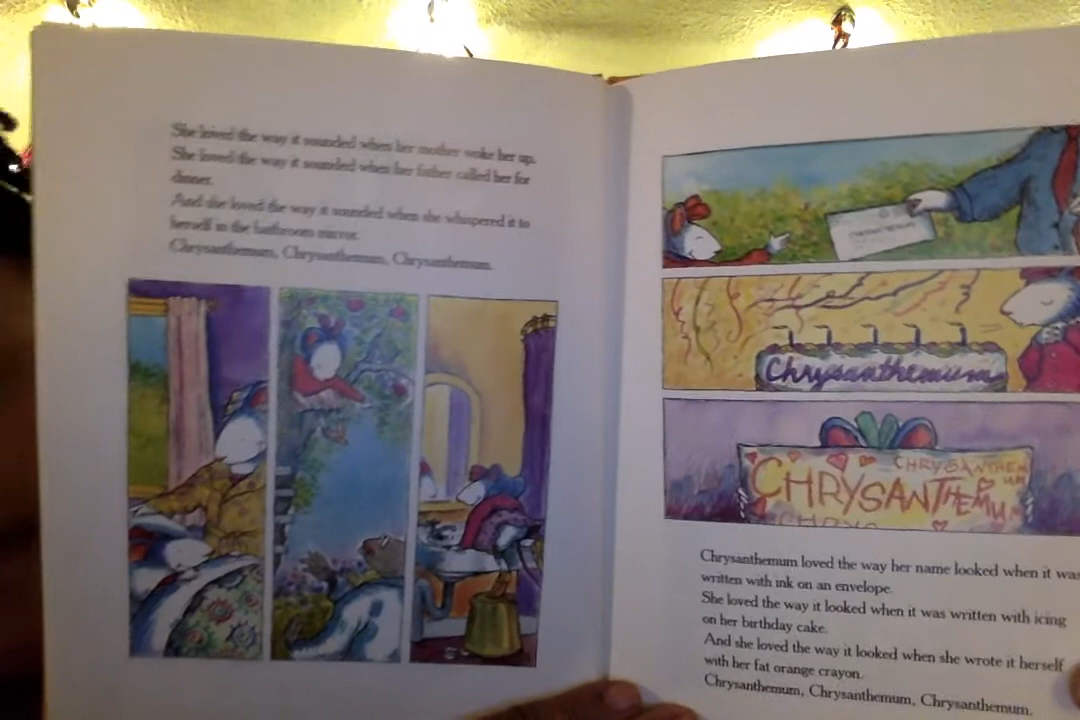 She loved the way it sounded when her mother woke her up.
She loved the way it sounded when her father called her for
dinner.
And she loved the way it sounded when she whispered it to
herself in the bathroom mirror.
Chrysanthemum, Chrysanthemum, Chrysanthemum.
Chrysanthemum
CHRYSANTHEMUM
CHRYSANTHEMUM
CHRYS
Chrysanthemum loved the way her name looked when it was
written with ink on an envelope.
She loved the way it looked when it was written with icing
on her birthday cake.
And she loved the way it looked when she wrote it herself
with her fat orange crayon.
Chrysanthemum, Chrysanthemum, Chrysanthemum.